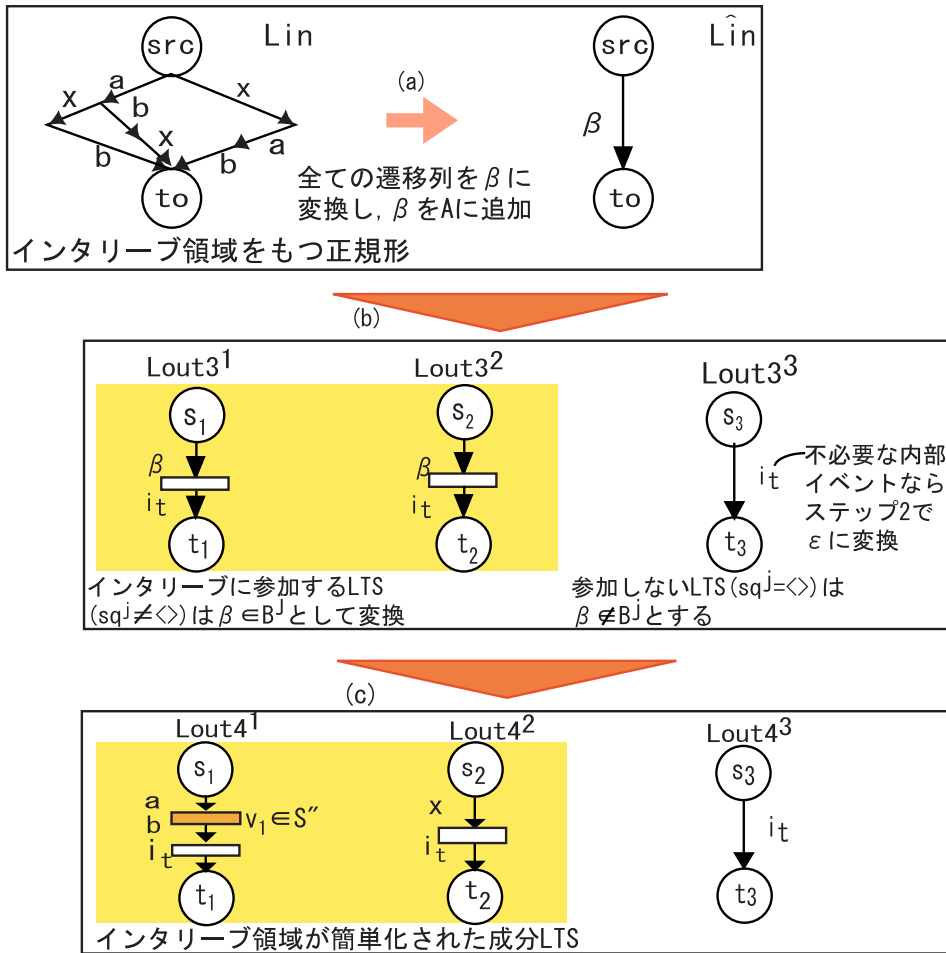 Lin
src
a
x
b
x
x
b
a
b
to
インタリーブ領域をもつ正規形
(a)
全ての遷移列をβに
変換し, βをAに追加
Lîn
src
β
to
(b)
Lout3¹
s₁
β
iₜ
t₁
Lout3²
s₂
β
iₜ
t₂
インタリーブに参加するLTS
(sqʲ≠<>)はβ∈Bʲとして変換
Lout3³
s₃
iₜ
t₃
不必要な内部
イベントなら
ステップ2で
εに変換
参加しないLTS(sqʲ=<>)は
β∉Bʲとする
(c)
Lout4¹
s₁
a
b
v₁∈S″
iₜ
t₁
Lout4²
s₂
x
iₜ
t₂
Lout4³
s₃
iₜ
t₃
インタリーブ領域が簡単化された成分LTS